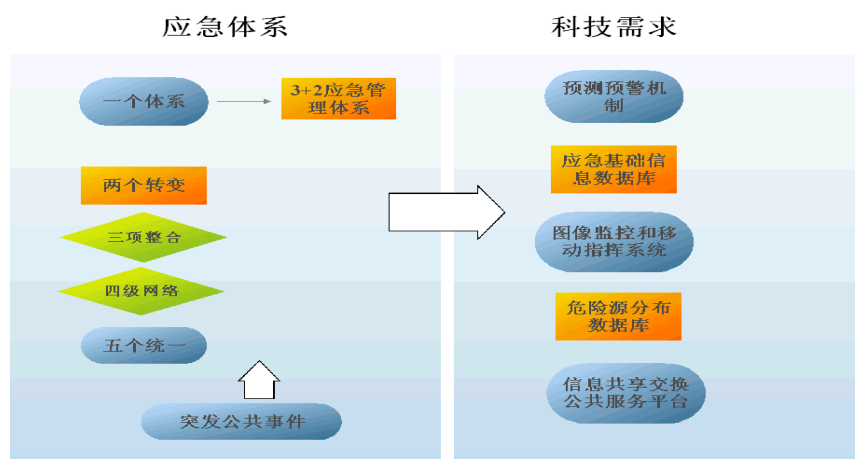 应急体系
一个体系
3+2应急管
理体系
两个转变
三项整合
四级网络
五个统一
突发公共事件
科技需求
预测预警机
制
应急基础信
息数据库
图像监控和移
动指挥系统
危险源分布
数据库
信息共享交换
公共服务平台